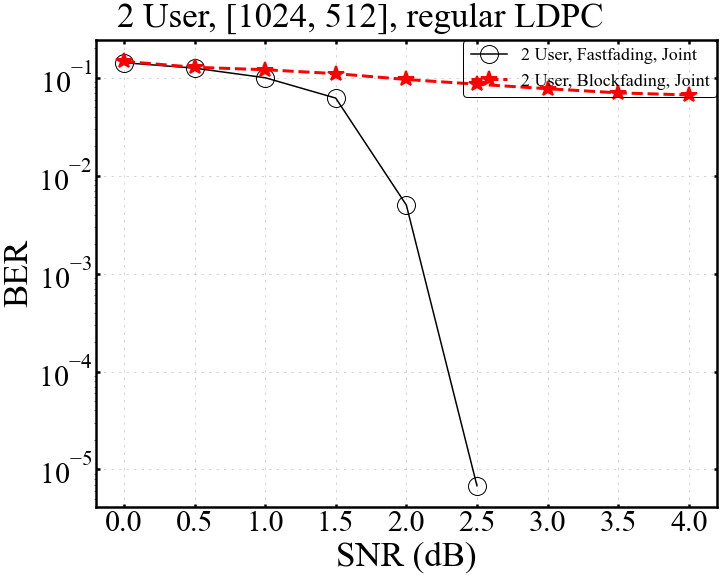 2 User, [1024, 512], regular LDPC
2 User, Fastfading, Joint
2 User, Blockfading, Joint
10^{-1}
10^{-2}
10^{-3}
10^{-4}
10^{-5}
BER
0.0 0.5 1.0 1.5 2.0 2.5 3.0 3.5 4.0
SNR (dB)